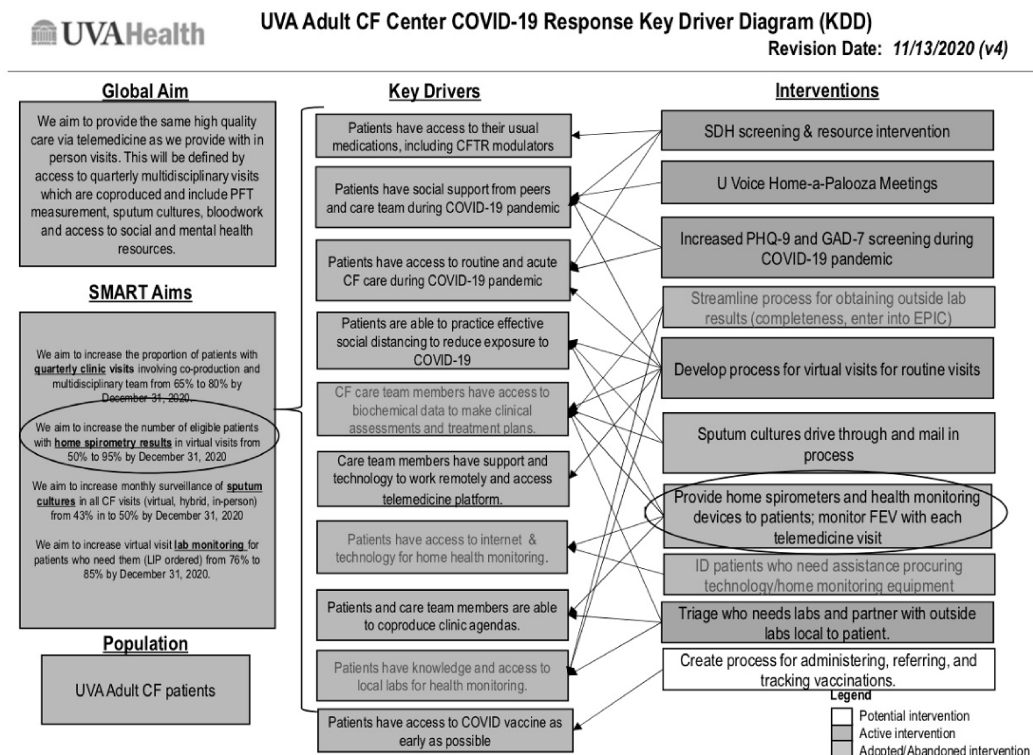 UVAHealth
UVA Adult CF Center COVID-19 Response Key Driver Diagram (KDD)
Revision Date: 11/13/2020 (v4)
Global Aim
We aim to provide the same high quality
care via telemedicine as we provide with in
person visits. This will be defined by
access to quarterly multidisciplinary visits
which are coproduced and include PFT
measurement, sputum cultures, bloodwork
and access to social and mental health
resources.
SMART Aims
We aim to increase the proportion of patients with
quarterly clinic visits involving co-production and
multidisciplinary team from 65% to 80% by
December 31, 2020.
We aim to increase the number of eligible patients
with home spirometry results in virtual visits from
50% to 95% by December 31, 2020
We aim to increase monthly surveillance of sputum
cultures in all CF visits (virtual, hybrid, in-person)
from 43% in to 50% by December 31, 2020
We aim to increase virtual visit lab monitoring for
patients who need them (LIP ordered) from 76% to
85% by December 31, 2020.
Population
UVA Adult CF patients
Key Drivers
Patients have access to their usual
medications, including CFTR modulators
Patients have social support from peers
and care team during COVID-19 pandemic
Patients have access to routine and acute
CF care during COVID-19 pandemic
Patients are able to practice effective
social distancing to reduce exposure to
COVID-19
CF care team members have access to
biochemical data to make clinical
assessments and treatment plans.
Care team members have support and
technology to work remotely and access
telemedicine platform.
Patients have access to internet &
technology for home health monitoring.
Patients and care team members are able
to coproduce clinic agendas.
Patients have knowledge and access to
local labs for health monitoring.
Patients have access to COVID vaccine as
early as possible
Interventions
SDH screening & resource intervention
U Voice Home-a-Palooza Meetings
Increased PHQ-9 and GAD-7 screening during
COVID-19 pandemic
Streamline process for obtaining outside lab
results (completeness, enter into EPIC)
Develop process for virtual visits for routine visits
Sputum cultures drive through and mail in
process
Provide home spirometers and health monitoring
devices to patients; monitor FEV with each
telemedicine visit
ID patients who need assistance procuring
technology/home monitoring equipment
Triage who needs labs and partner with outside
labs local to patient.
Create process for administering, referring, and
tracking vaccinations.
Legend
Potential intervention
Active intervention
Adopted/Abandoned intervention